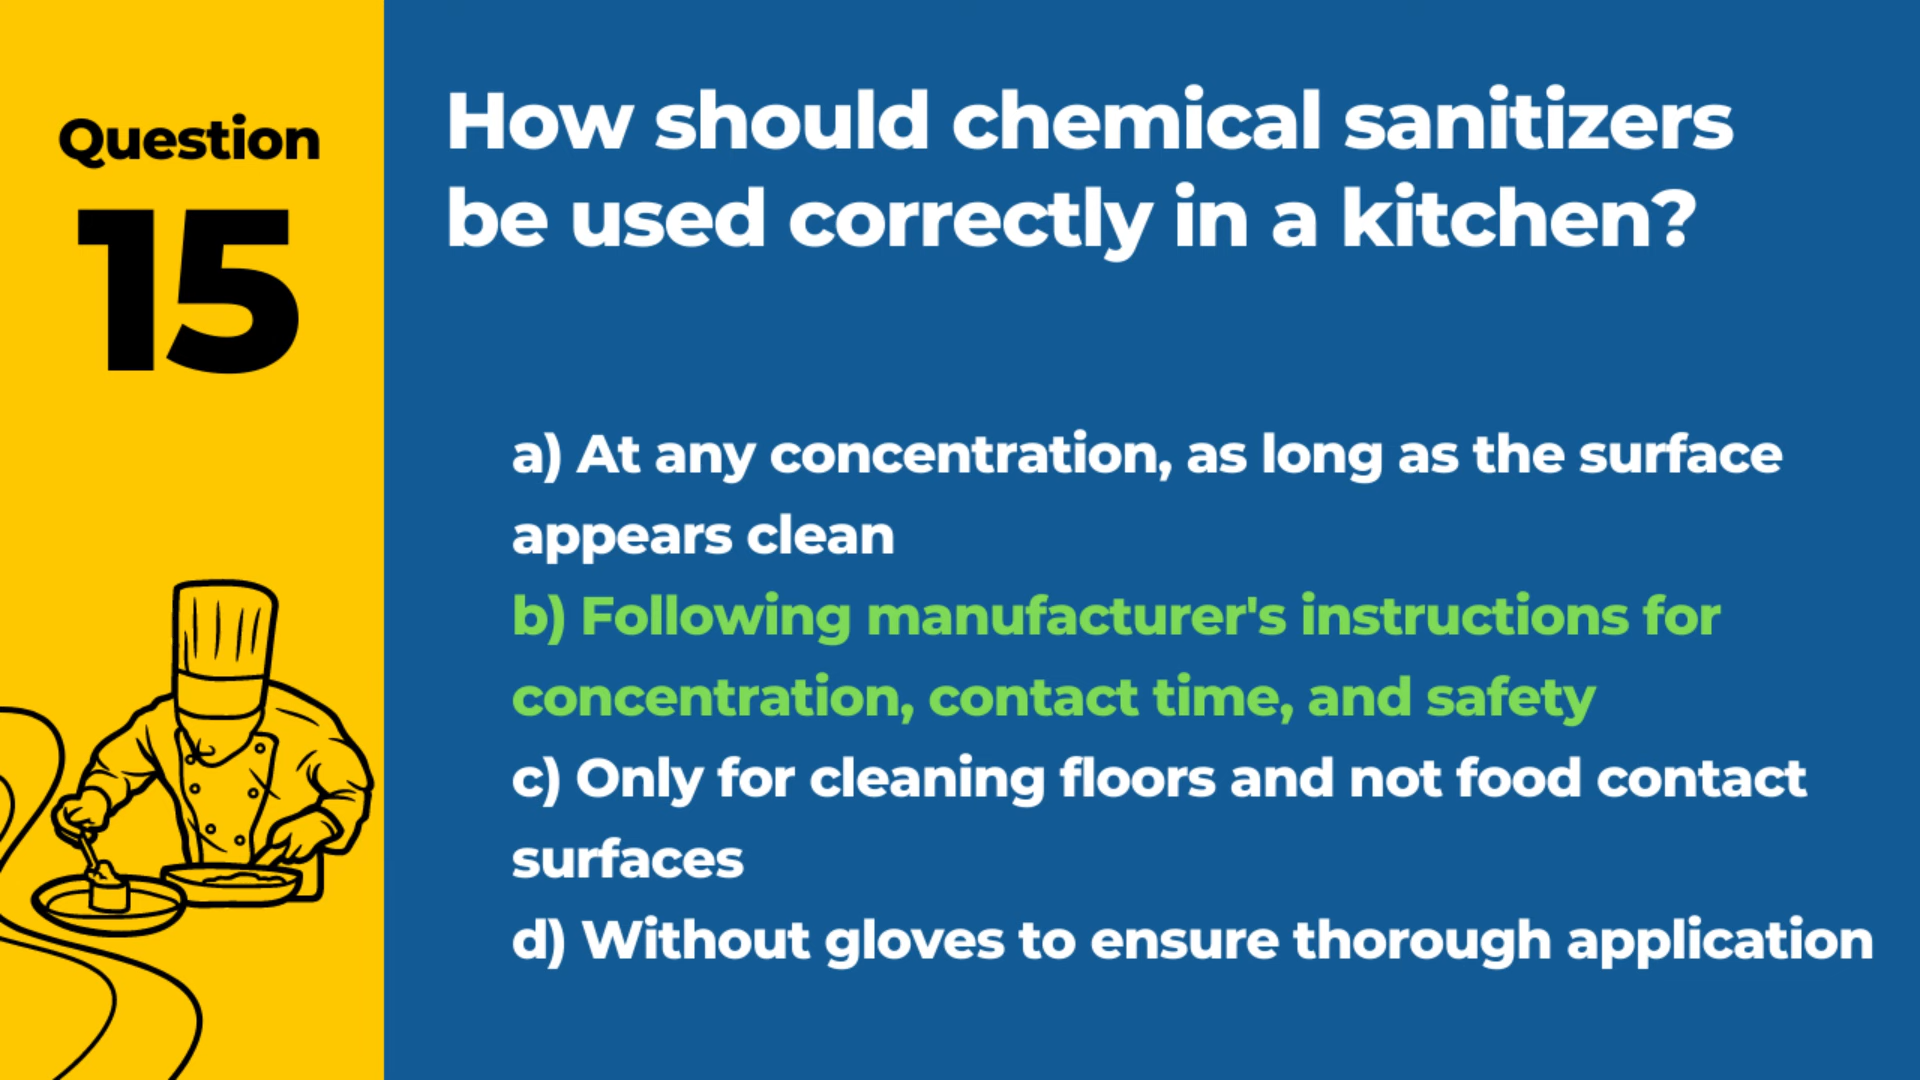 Question
15
How should chemical sanitizers
be used correctly in a kitchen?
a) At any concentration, as long as the surface
appears clean
b) Following manufacturer's instructions for
concentration, contact time, and safety
c) Only for cleaning floors and not food contact
surfaces
d) Without gloves to ensure thorough application